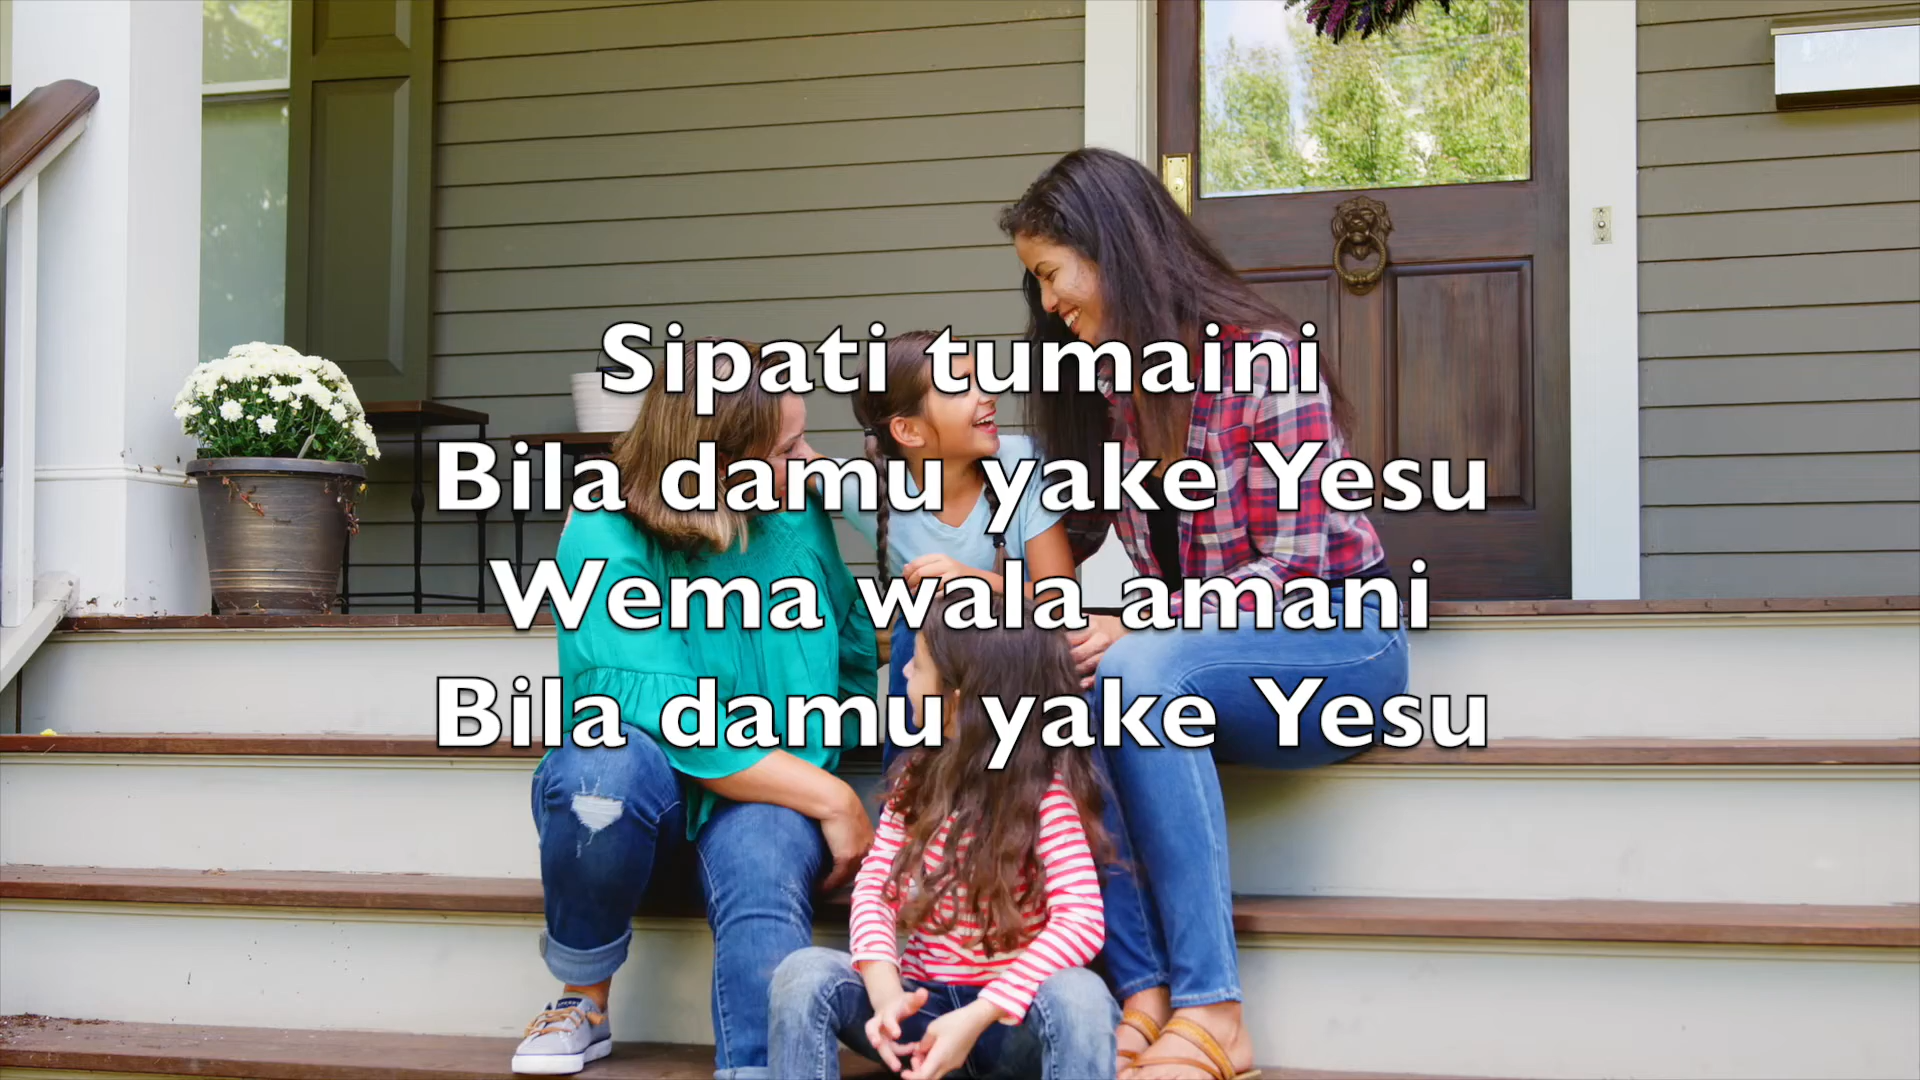 Sipati tumaini
Bila damu yake Yesu
Wema wala amani
Bila damu yake Yesu